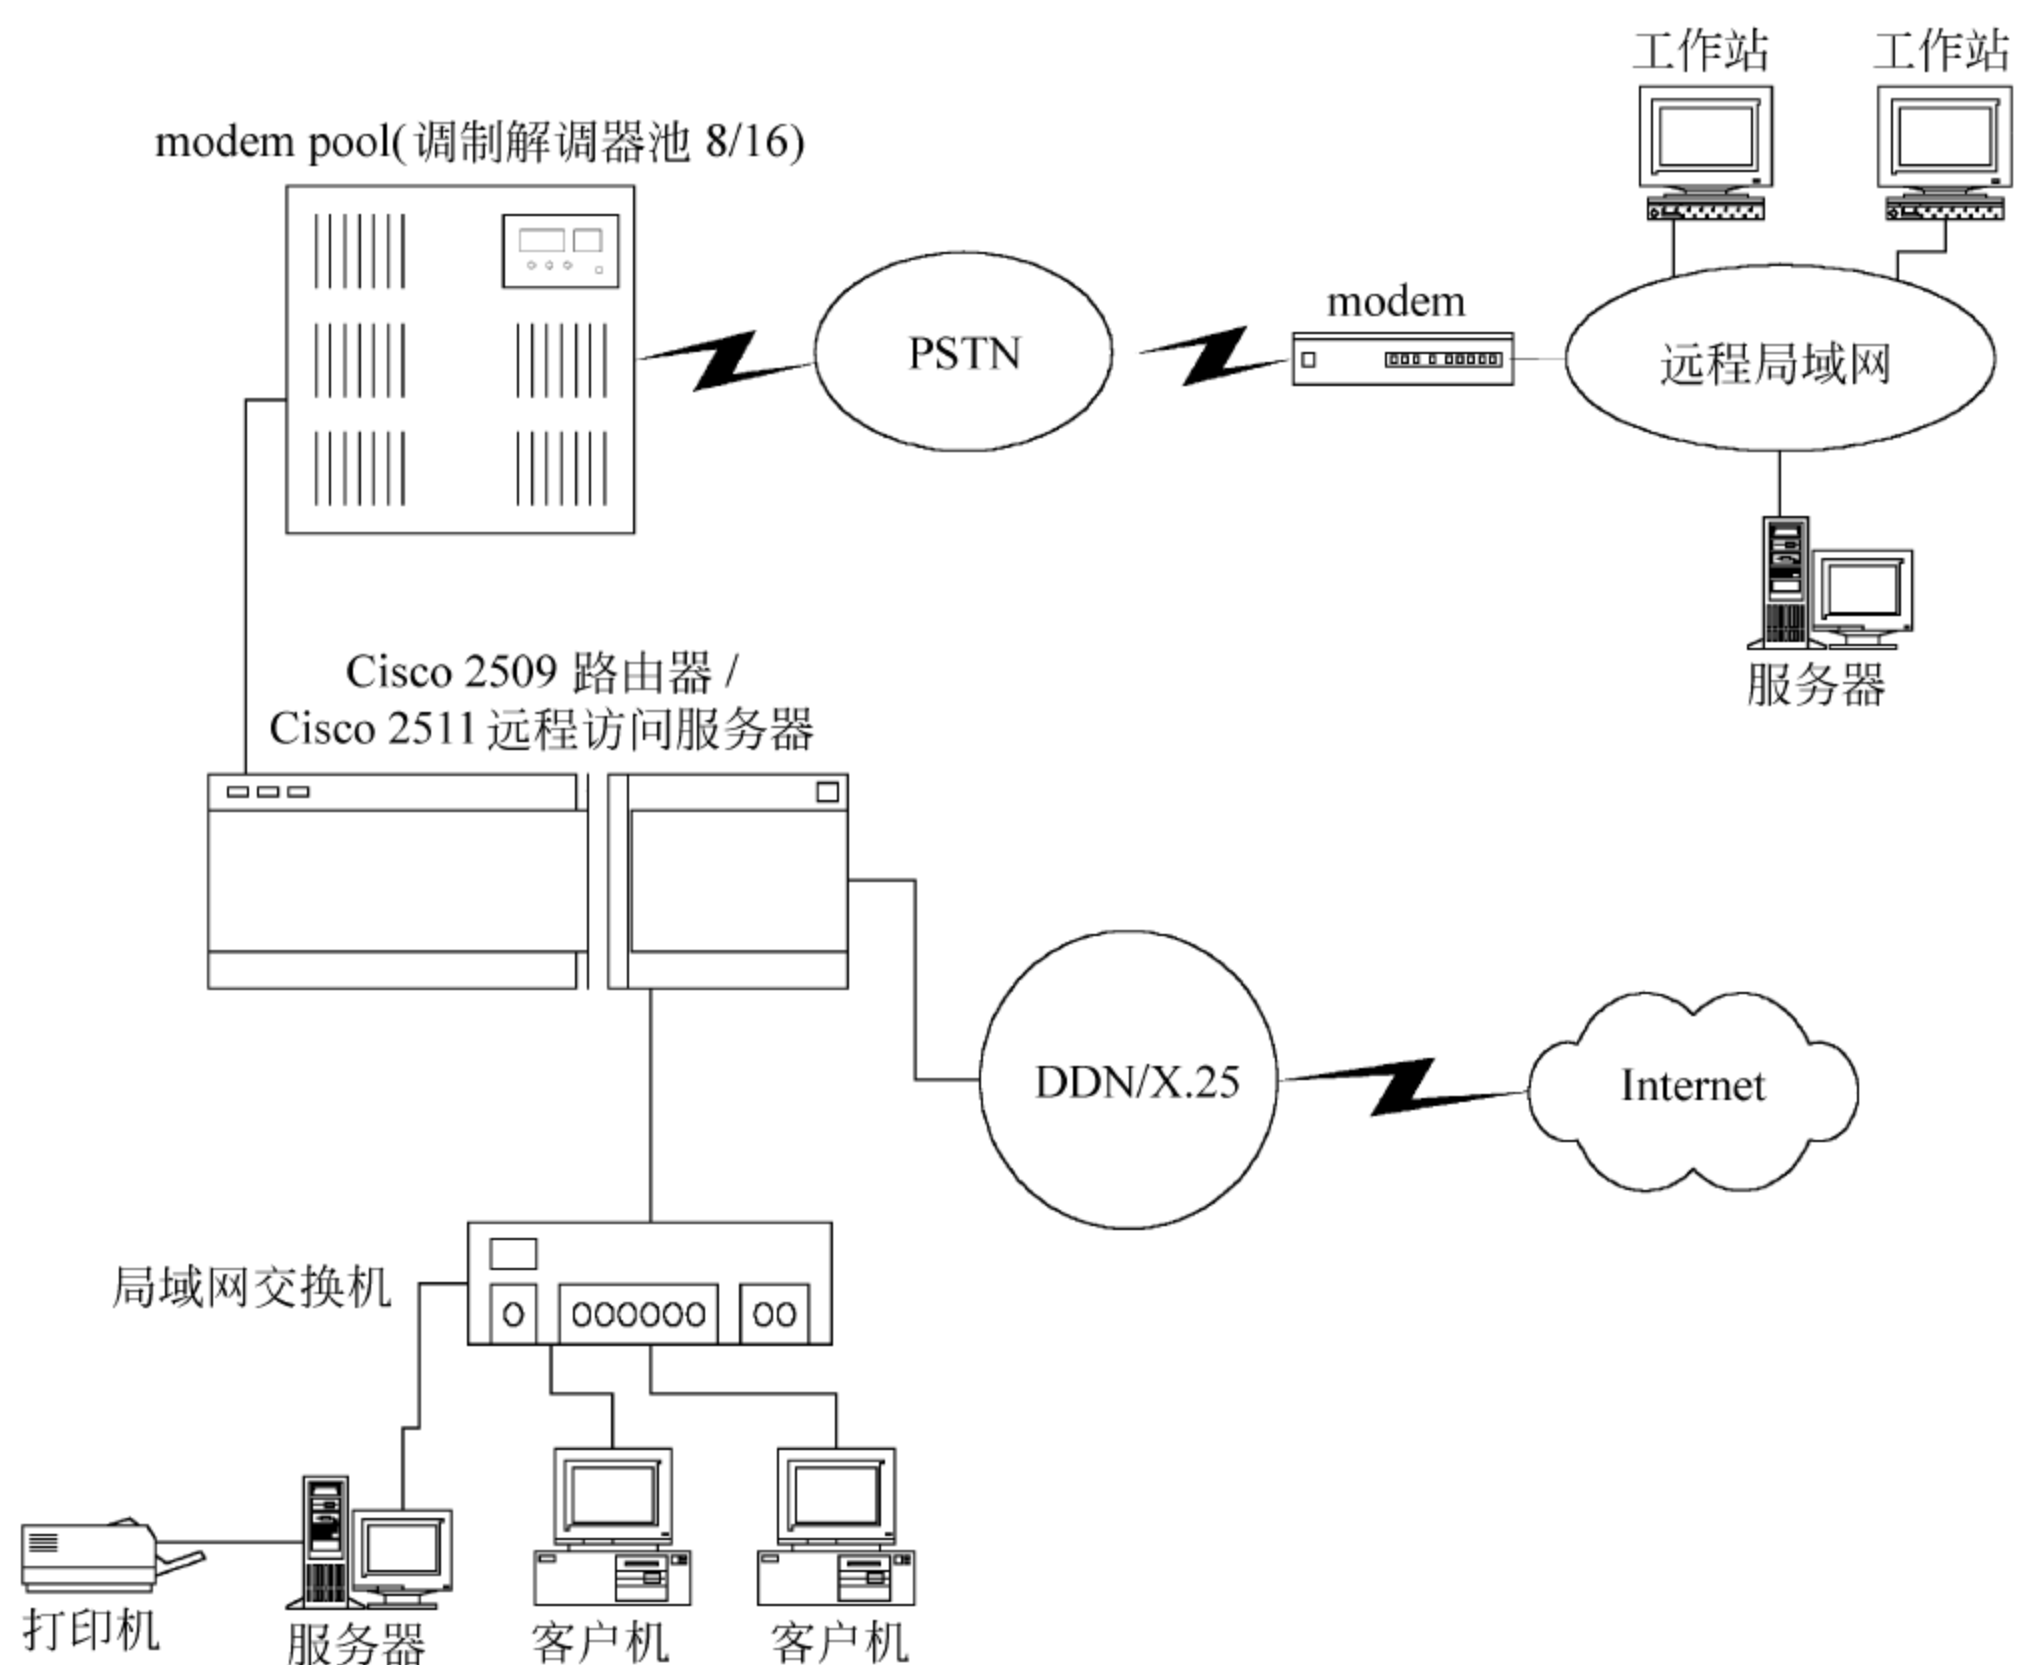 工作站
工作站
modem pool(调制解调器池 8/16)
modem
PSTN
远程局域网
服务器
Cisco 2509 路由器 /
Cisco 2511 远程访问服务器
DDN/X.25
Internet
局域网交换机
打印机
服务器
客户机
客户机